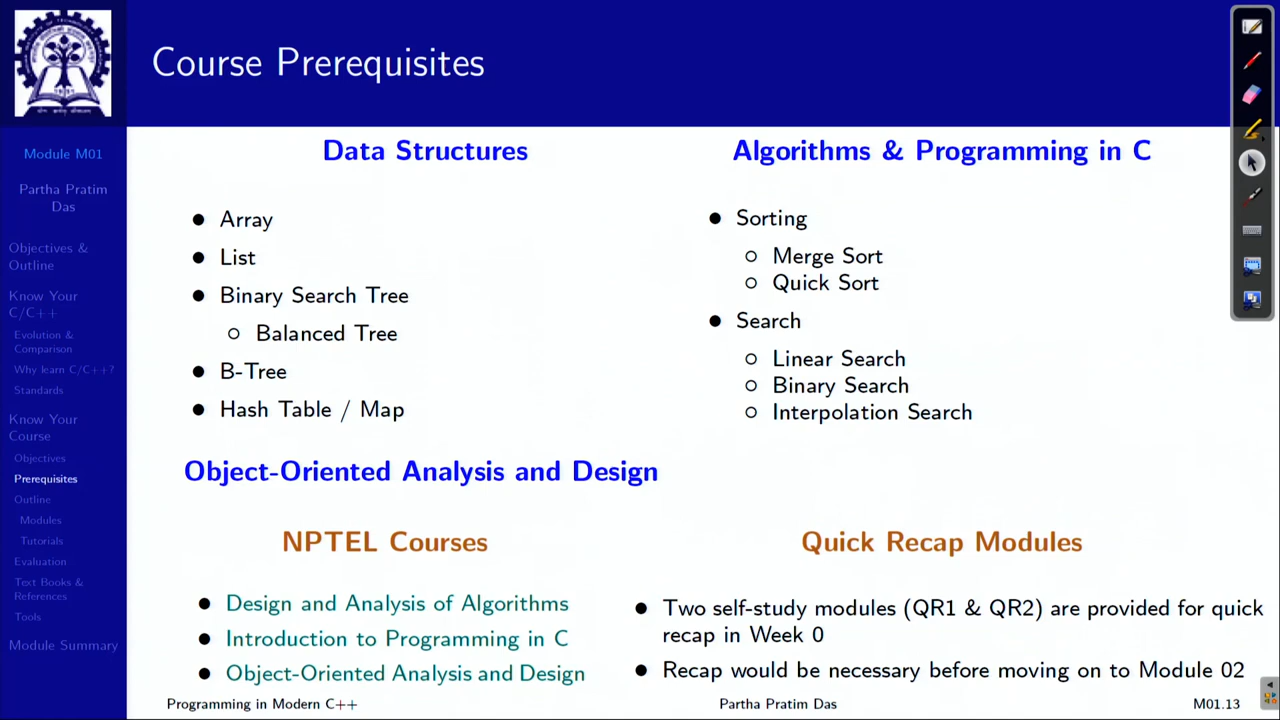 Course Prerequisites
Module M01
Partha Pratim
Das
Objectives &
Outline
Know Your
C/C++
Evolution &
Comparison
Why learn C/C++?
Standards
Know Your
Course
Objectives
Prerequisites
Outline
Modules
Tutorials
Evaluation
Text Books &
References
Tools
Module Summary
Data Structures
• Array
• List
• Binary Search Tree
○ Balanced Tree
• B-Tree
• Hash Table / Map
Algorithms & Programming in C
• Sorting
○ Merge Sort
○ Quick Sort
• Search
○ Linear Search
○ Binary Search
○ Interpolation Search
Object-Oriented Analysis and Design
NPTEL Courses
• Design and Analysis of Algorithms
• Introduction to Programming in C
• Object-Oriented Analysis and Design
Quick Recap Modules
• Two self-study modules (QR1 & QR2) are provided for quick
recap in Week 0
• Recap would be necessary before moving on to Module 02
Programming in Modern C++
Partha Pratim Das
M01.13